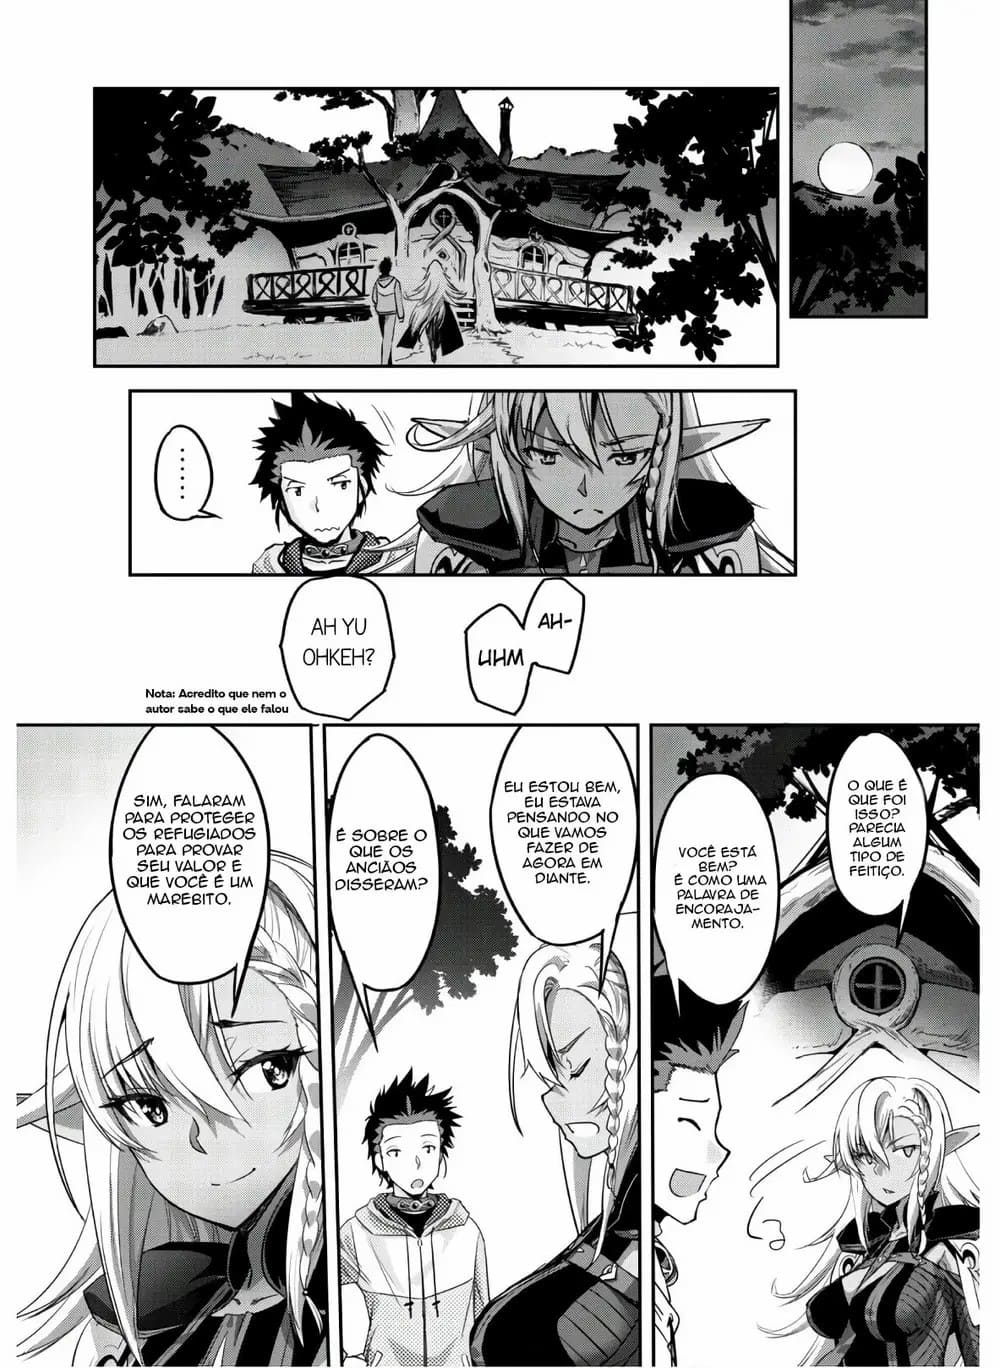 ......
AH-
UHM
AH YU
OHKEH?
Nota: Acredito que nem o
autor sabe o que ele falou
O QUE É
QUE FOI
ISSO?
PARECIA
ALGUM
TIPO DE
FEITIÇO.
VOCÊ ESTÁ
BEM?
É COMO UMA
PALAVRA DE
ENCORAJA-
MENTO.
EU ESTOU BEM,
EU ESTAVA
PENSANDO NO
QUE VAMOS
FAZER DE
AGORA EM
DIANTE.
É SOBRE O
QUE OS
ANCIÃOS
DISSERAM?
SIM, FALARAM
PARA PROTEGER
OS REFUGIADOS
PARA PROVAR
SEU VALOR E
QUE VOCÊ É UM
MAREBITO.